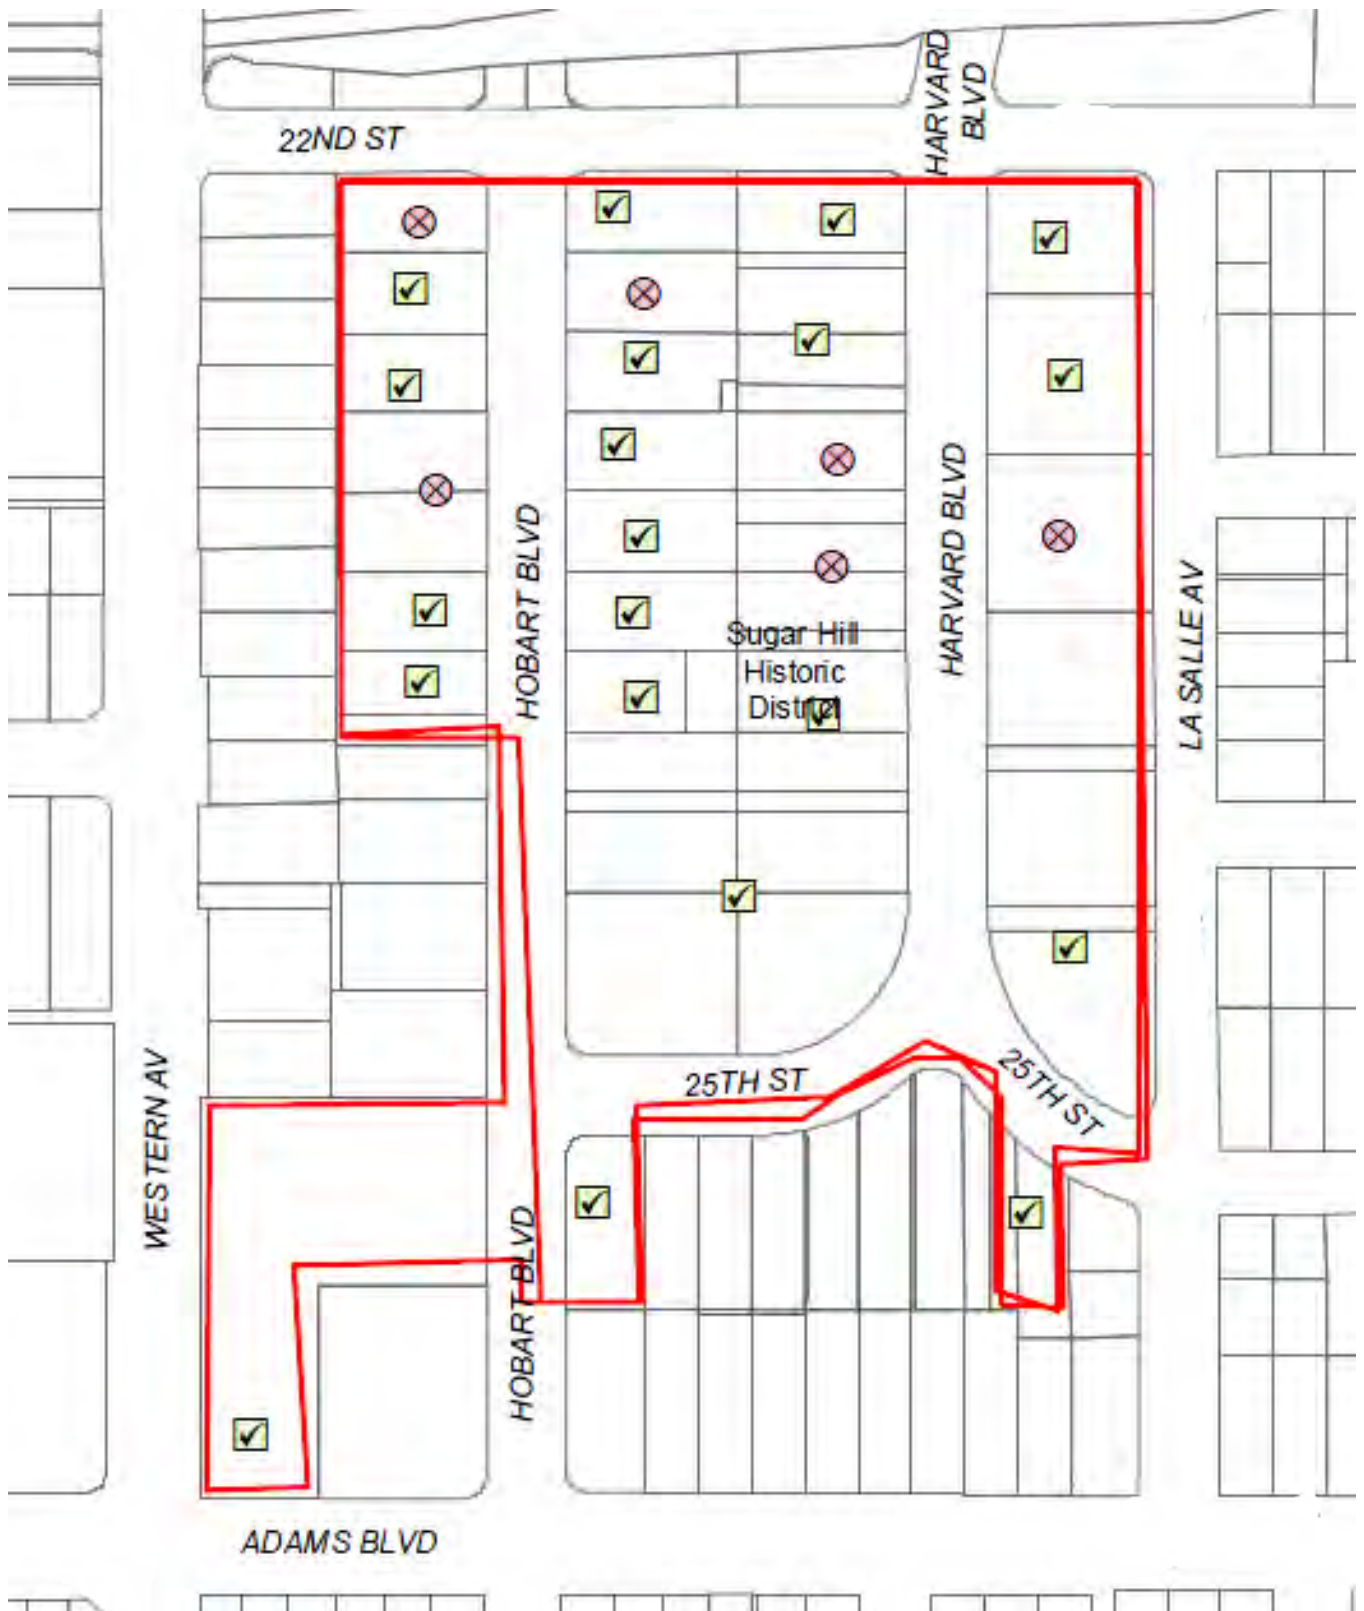 HARVARD
BLVD
22ND ST
HOBART BLVD
HARVARD BLVD
LA SALLE AV
Sugar Hill
Historic
District
WESTERN AV
25TH ST
25TH ST
HOBART BLVD
ADAMS BLVD